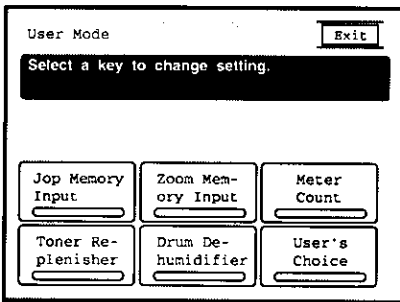 User Mode
Exit
Select a key to change setting.
Jop Memory
Input
Zoom Mem-
ory Input
Meter
Count
Toner Re-
plenisher
Drum De-
humidifier
User's
Choice